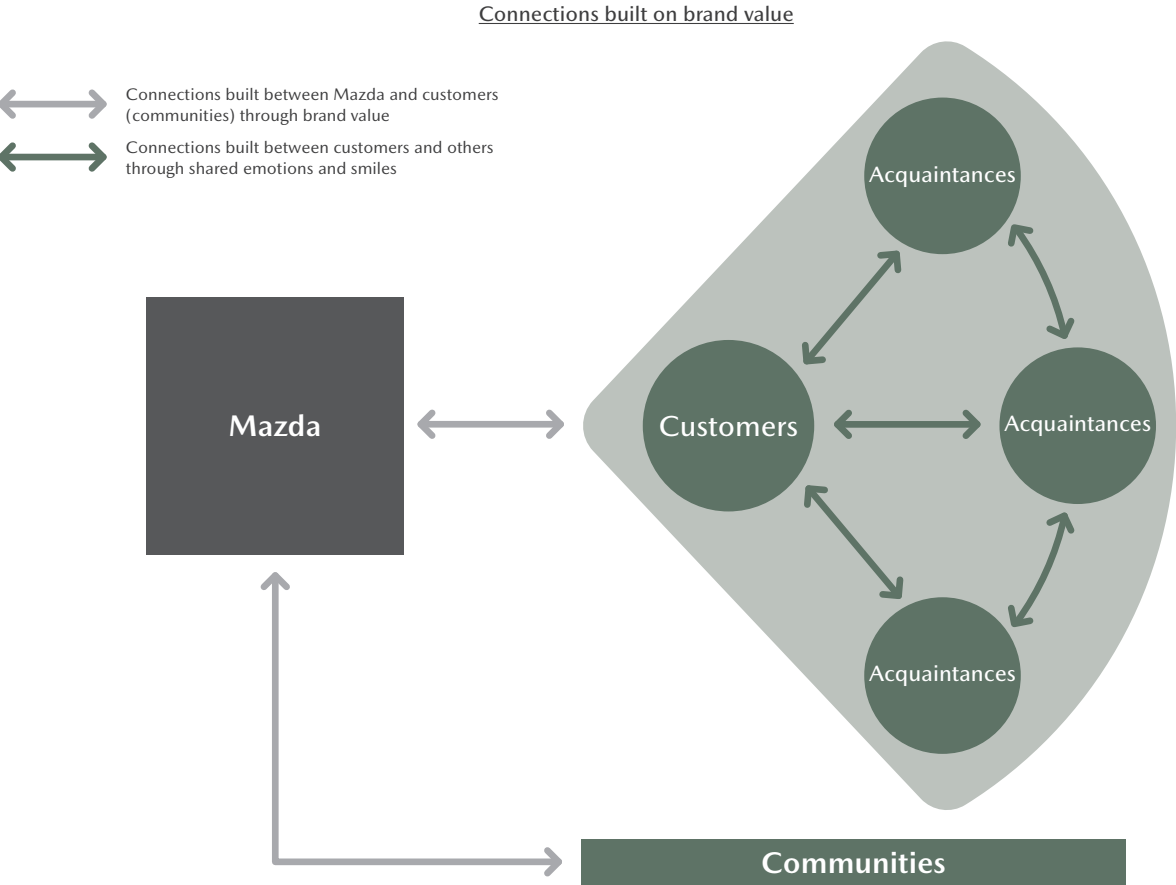 Connections built on brand value
Connections built between Mazda and customers
(communities) through brand value
Connections built between customers and others
through shared emotions and smiles
Acquaintances
Mazda
Customers
Acquaintances
Acquaintances
Communities